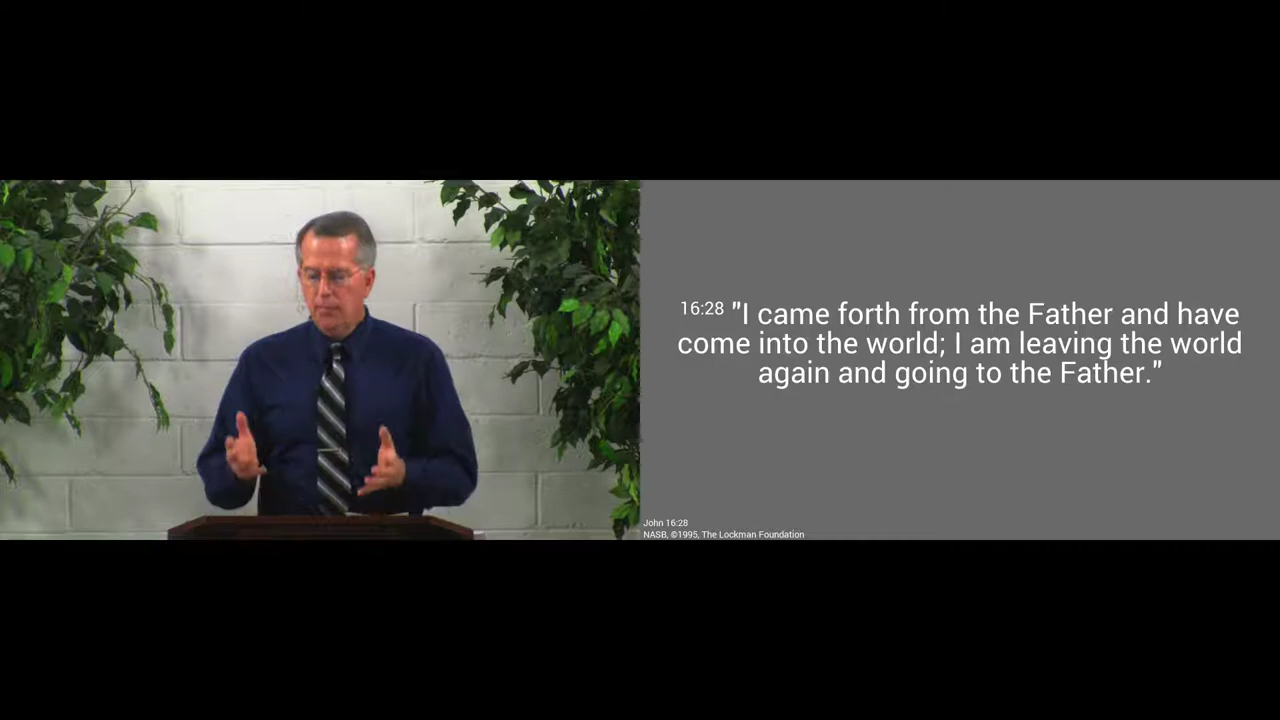 16:28 "I came forth from the Father and have
come into the world; I am leaving the world
again and going to the Father."
John 16:28
NASB, ©1995, The Lockman Foundation